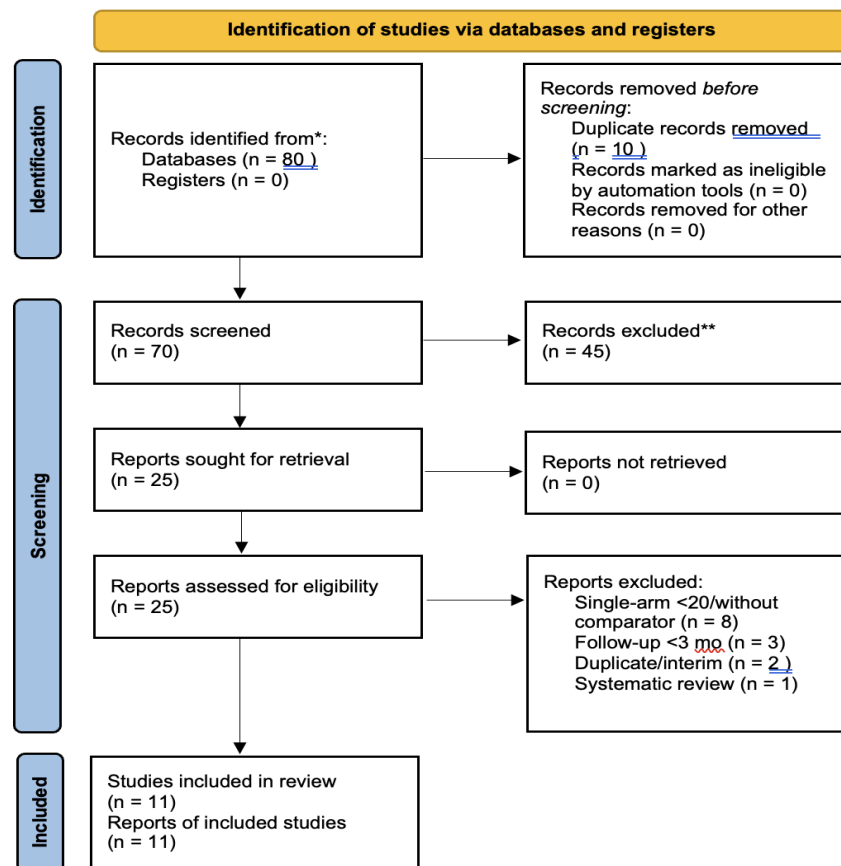 Identification of studies via databases and registers
Identification
Records identified from*:
Databases (n = 80 )
Registers (n = 0)
Records removed before
screening:
Duplicate records removed
(n = 10 )
Records marked as ineligible
by automation tools (n = 0)
Records removed for other
reasons (n = 0)
Screening
Records screened
(n = 70)
Records excluded**
(n = 45)
Reports sought for retrieval
(n = 25)
Reports not retrieved
(n = 0)
Reports assessed for eligibility
(n = 25)
Reports excluded:
Single-arm <20/without
comparator (n = 8)
Follow-up <3 mo (n = 3)
Duplicate/interim (n = 2 )
Systematic review (n = 1)
Included
Studies included in review
(n = 11)
Reports of included studies
(n = 11)